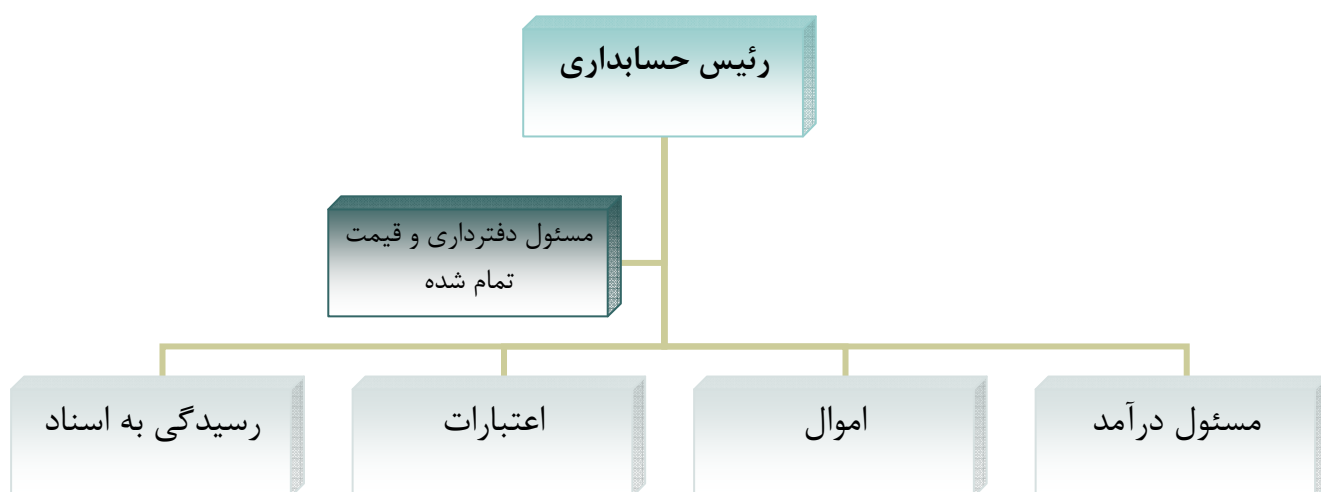 رئیس حسابداری
مسئول دفترداری و قیمت
تمام شده
مسئول درآمد
اموال
اعتبارات
رسیدگی به اسناد